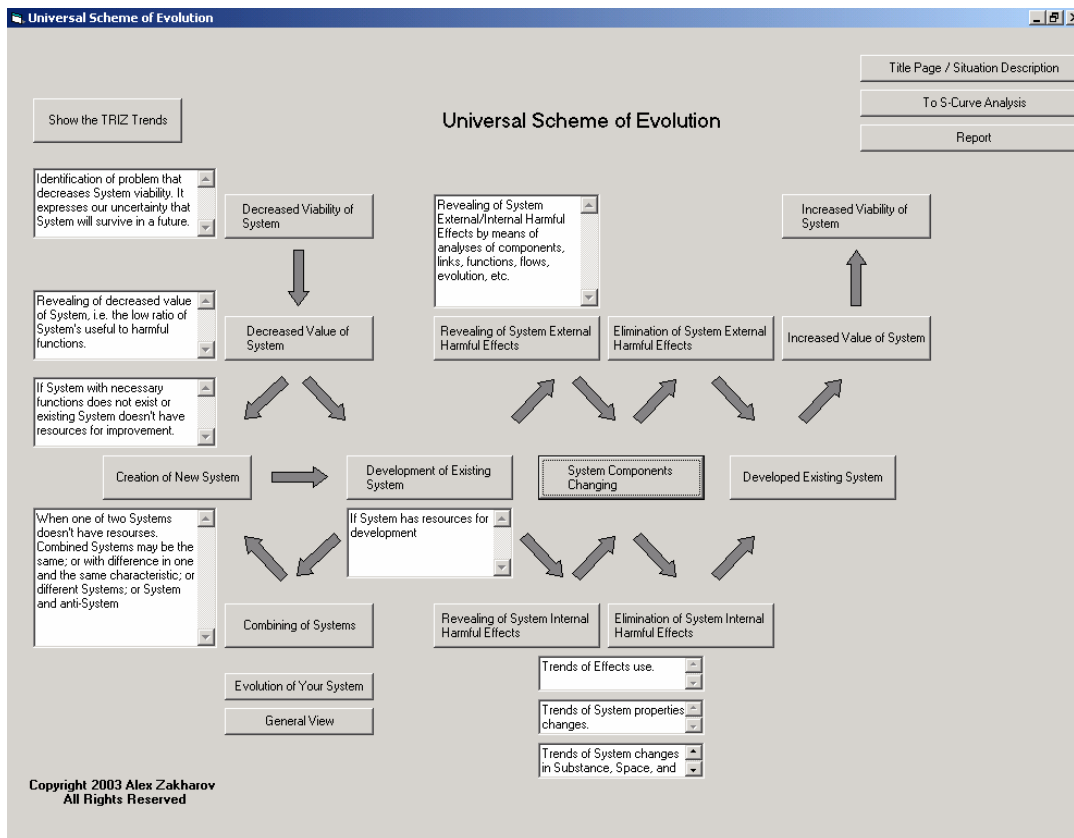 Universal Scheme of Evolution
Title Page / Situation Description
To S-Curve Analysis
Report
Show the TRIZ Trends
Universal Scheme of Evolution
Identification of problem that
decreases System viability. It
expresses our uncertainty that
System will survive in a future.
Decreased Viability of
System
Revealing of System
External/Internal Harmful
Effects by means of
analyses of components,
links, functions, flows,
evolution, etc.
Increased Viability of
System
Revealing of decreased value
of System, i.e. the low ratio of
System's useful to harmful
functions.
Decreased Value of
System
Revealing of System External
Harmful Effects
Elimination of System External
Harmful Effects
Increased Value of System
If System with necessary
functions does not exist or
existing System doesn't have
resources for improvement.
Creation of New System
Development of Existing
System
System Components
Changing
Developed Existing System
When one of two Systems
doesn't have resourses.
Combined Systems may be the
same; or with difference in one
and the same characteristic; or
different Systems; or System
and anti-System
If System has resources for
development
Combining of Systems
Revealing of System Internal
Harmful Effects
Elimination of System Internal
Harmful Effects
Trends of Effects use.
Evolution of Your System
Trends of System properties
changes.
General View
Trends of System changes
in Substance, Space, and
Copyright 2003 Alex Zakharov
All Rights Reserved